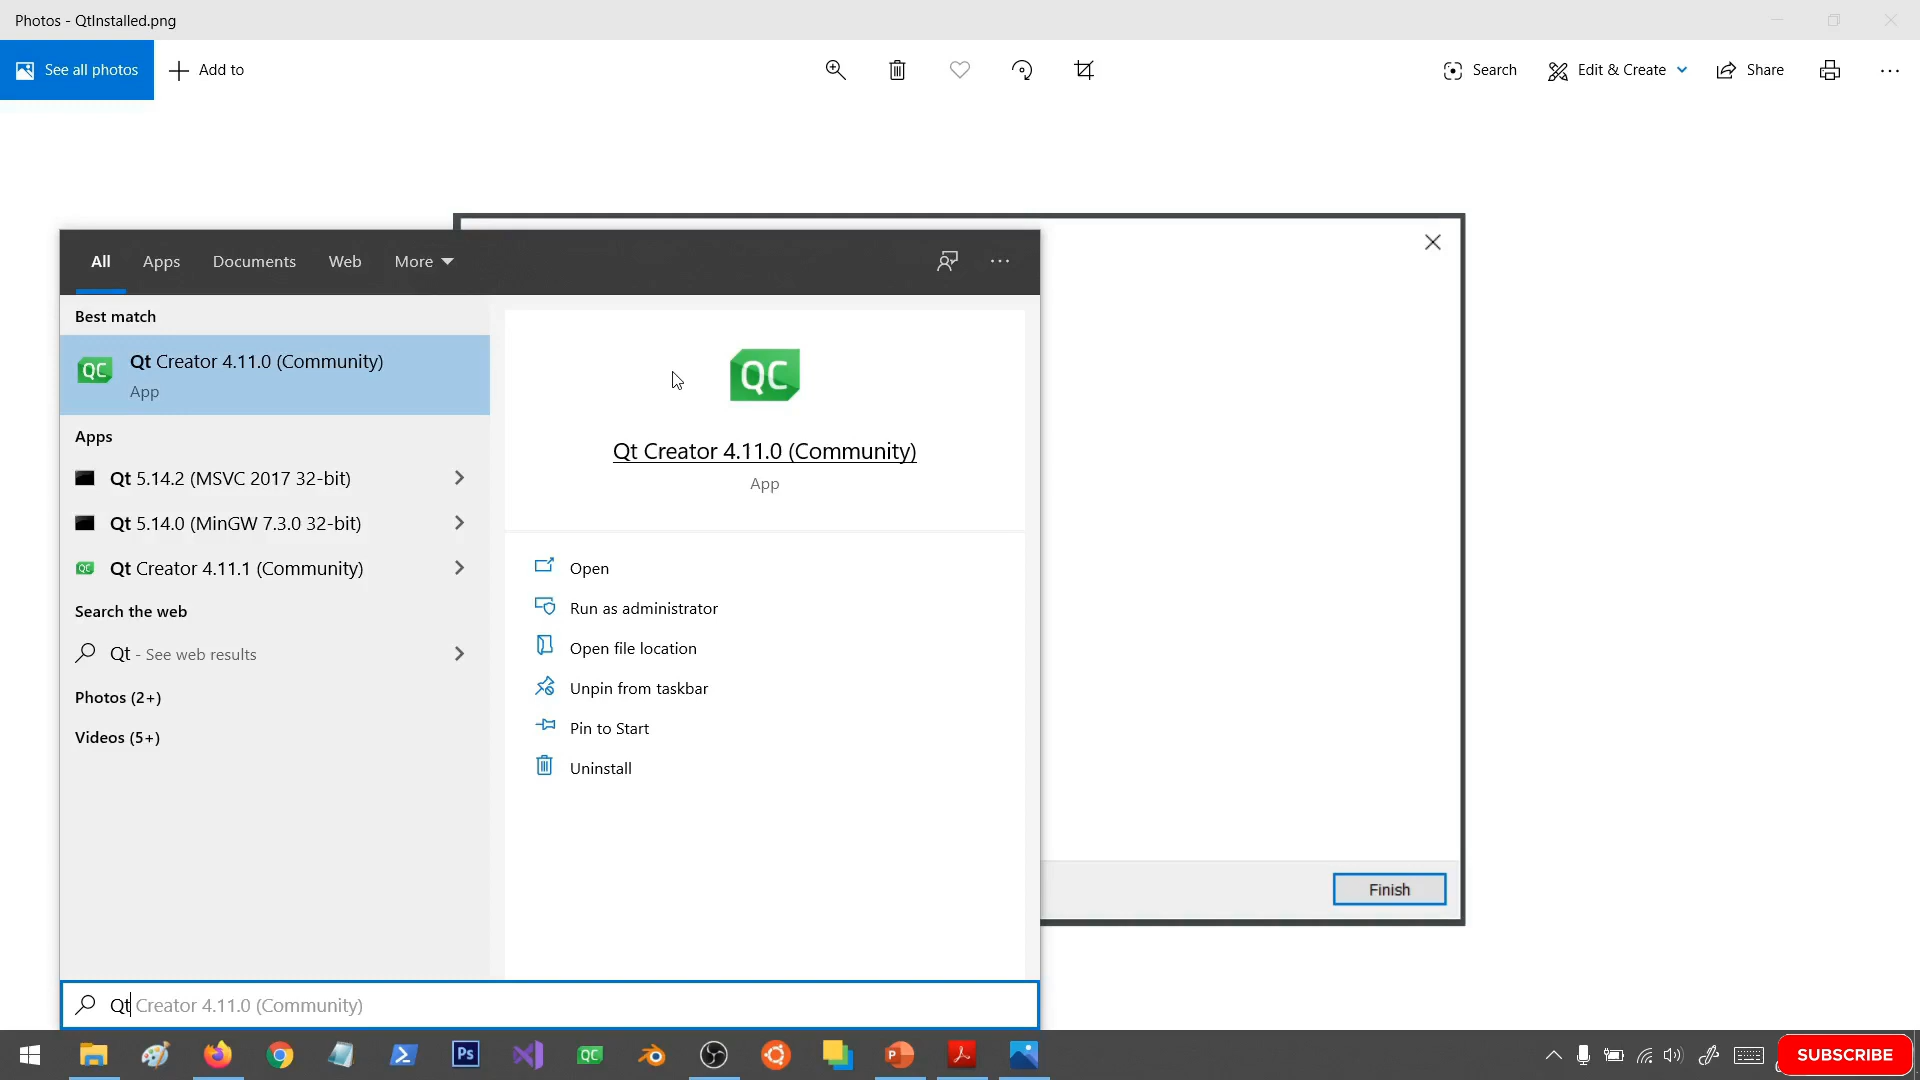 Photos - QtInstalled.png
See all photos
Add to
Search
Edit & Create
Share
All
Apps
Documents
Web
More
Best match
QC
Qt Creator 4.11.0 (Community)
App
Apps
Qt 5.14.2 (MSVC 2017 32-bit)
Qt 5.14.0 (MinGW 7.3.0 32-bit)
QC
Qt Creator 4.11.1 (Community)
Search the web
Qt - See web results
Photos (2+)
Videos (5+)
QC
Qt Creator 4.11.0 (Community)
App
Open
Run as administrator
Open file location
Unpin from taskbar
Pin to Start
Uninstall
Finish
Qt Creator 4.11.0 (Community)
Ps
QC
P
SUBSCRIBE